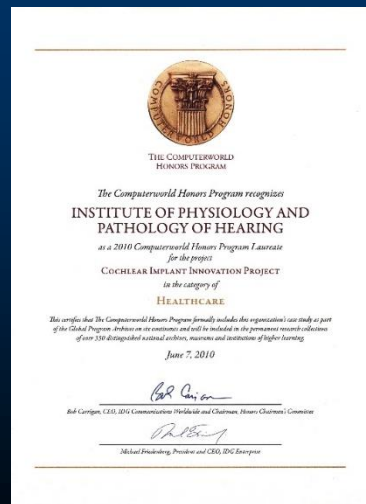 COMPUTERWORLD HONORS
THE COMPUTERWORLD
HONORS PROGRAM
The Computerworld Honors Program recognizes
INSTITUTE OF PHYSIOLOGY AND
PATHOLOGY OF HEARING
as a 2010 Computerworld Honors Program Laureate
for the project
COCHLEAR IMPLANT INNOVATION PROJECT
in the category of
HEALTHCARE
This certifies that The Computerworld Honors Program formally includes this organization's case study as part
of the Global Program Archives on six continents and will be included in the permanent research collections
of over 350 distinguished national archives, museums and institutions of higher learning.
June 7, 2010
Bob Carrigan, CEO, IDG Communications Worldwide and Chairman, Honors Chairmen's Committee
Michael Friedenberg, President and CEO, IDG Enterprise